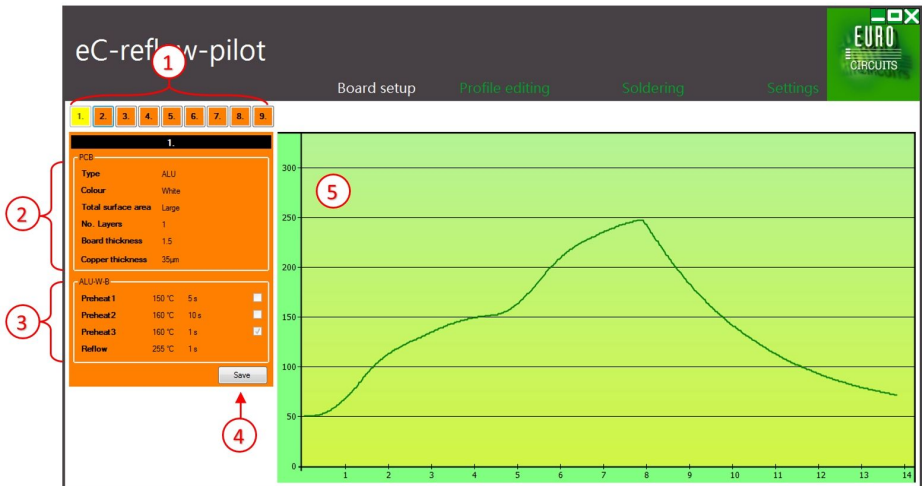 eC-reflow-pilot
EURO
CIRCUITS
1
Board setup Profile editing Soldering Settings
1. 2. 3. 4. 5. 6. 7. 8. 9.
1.
PCB
Type ALU
Colour White
Total surface area Large
No. Layers 1
Board thickness 1.5
Copper thickness 35µm
2
ALU-W-B
Preheat1 150 °C 5 s
Preheat2 160 °C 10 s
Preheat3 160 °C 1 s
Reflow 255 °C 1 s
3
Save
4
5
300
250
200
150
100
50
0
1 2 3 4 5 6 7 8 9 10 11 12 13 14